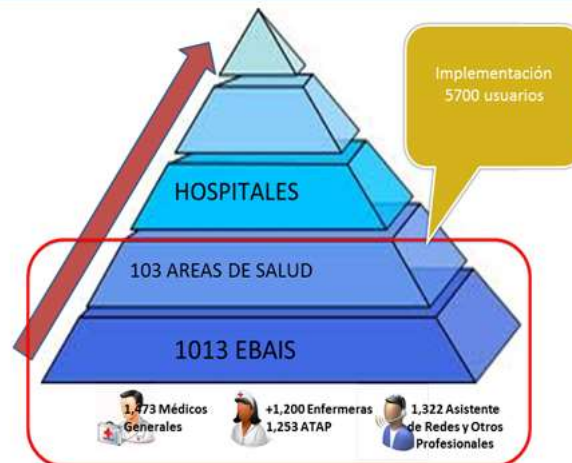 Implementación
5700 usuarios
HOSPITALES
103 AREAS DE SALUD
1013 EBAIS
1,473 Médicos
Generales
+1,200 Enfermeras
1,253 ATAP
1,322 Asistente
de Redes y Otros
Profesionales